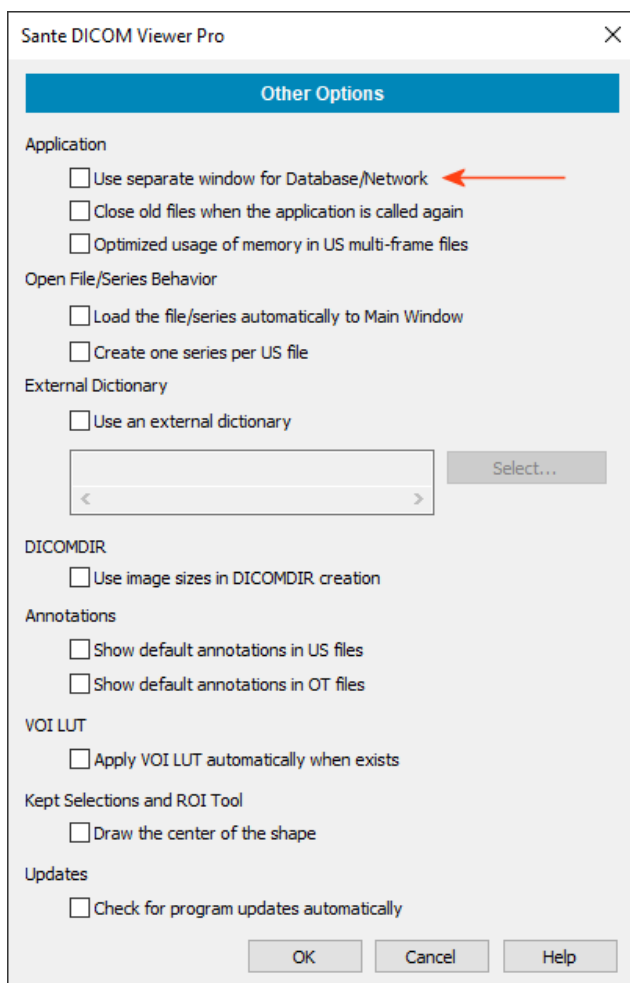 Sante DICOM Viewer Pro
Other Options
Application
Use separate window for Database/Network
Close old files when the application is called again
Optimized usage of memory in US multi-frame files
Open File/Series Behavior
Load the file/series automatically to Main Window
Create one series per US file
External Dictionary
Use an external dictionary
Select...
DICOMDIR
Use image sizes in DICOMDIR creation
Annotations
Show default annotations in US files
Show default annotations in OT files
VOI LUT
Apply VOI LUT automatically when exists
Kept Selections and ROI Tool
Draw the center of the shape
Updates
Check for program updates automatically
OK Cancel Help